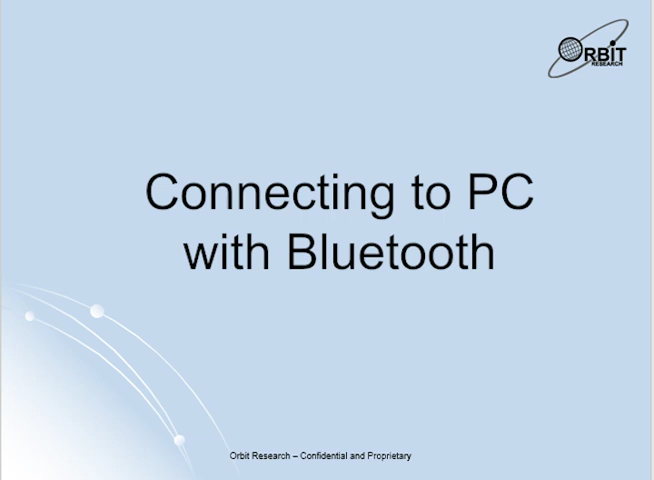 ORBIT
RESEARCH
Connecting to PC
with Bluetooth
Orbit Research – Confidential and Proprietary